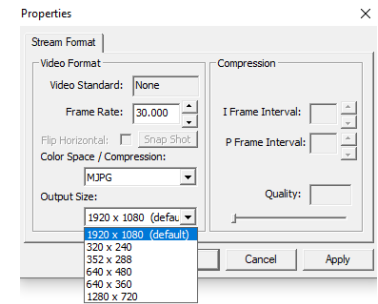 Properties
Stream Format
Video Format
Video Standard: None
Frame Rate: 30.000
Flip Horizontal: Snap Shot
Color Space / Compression:
MJPG
Output Size:
1920 x 1080 (defau
1920 x 1080 (default)
320 x 240
352 x 288
640 x 480
640 x 360
1280 x 720
Compression
I Frame Interval:
P Frame Interval:
Quality:
Cancel Apply